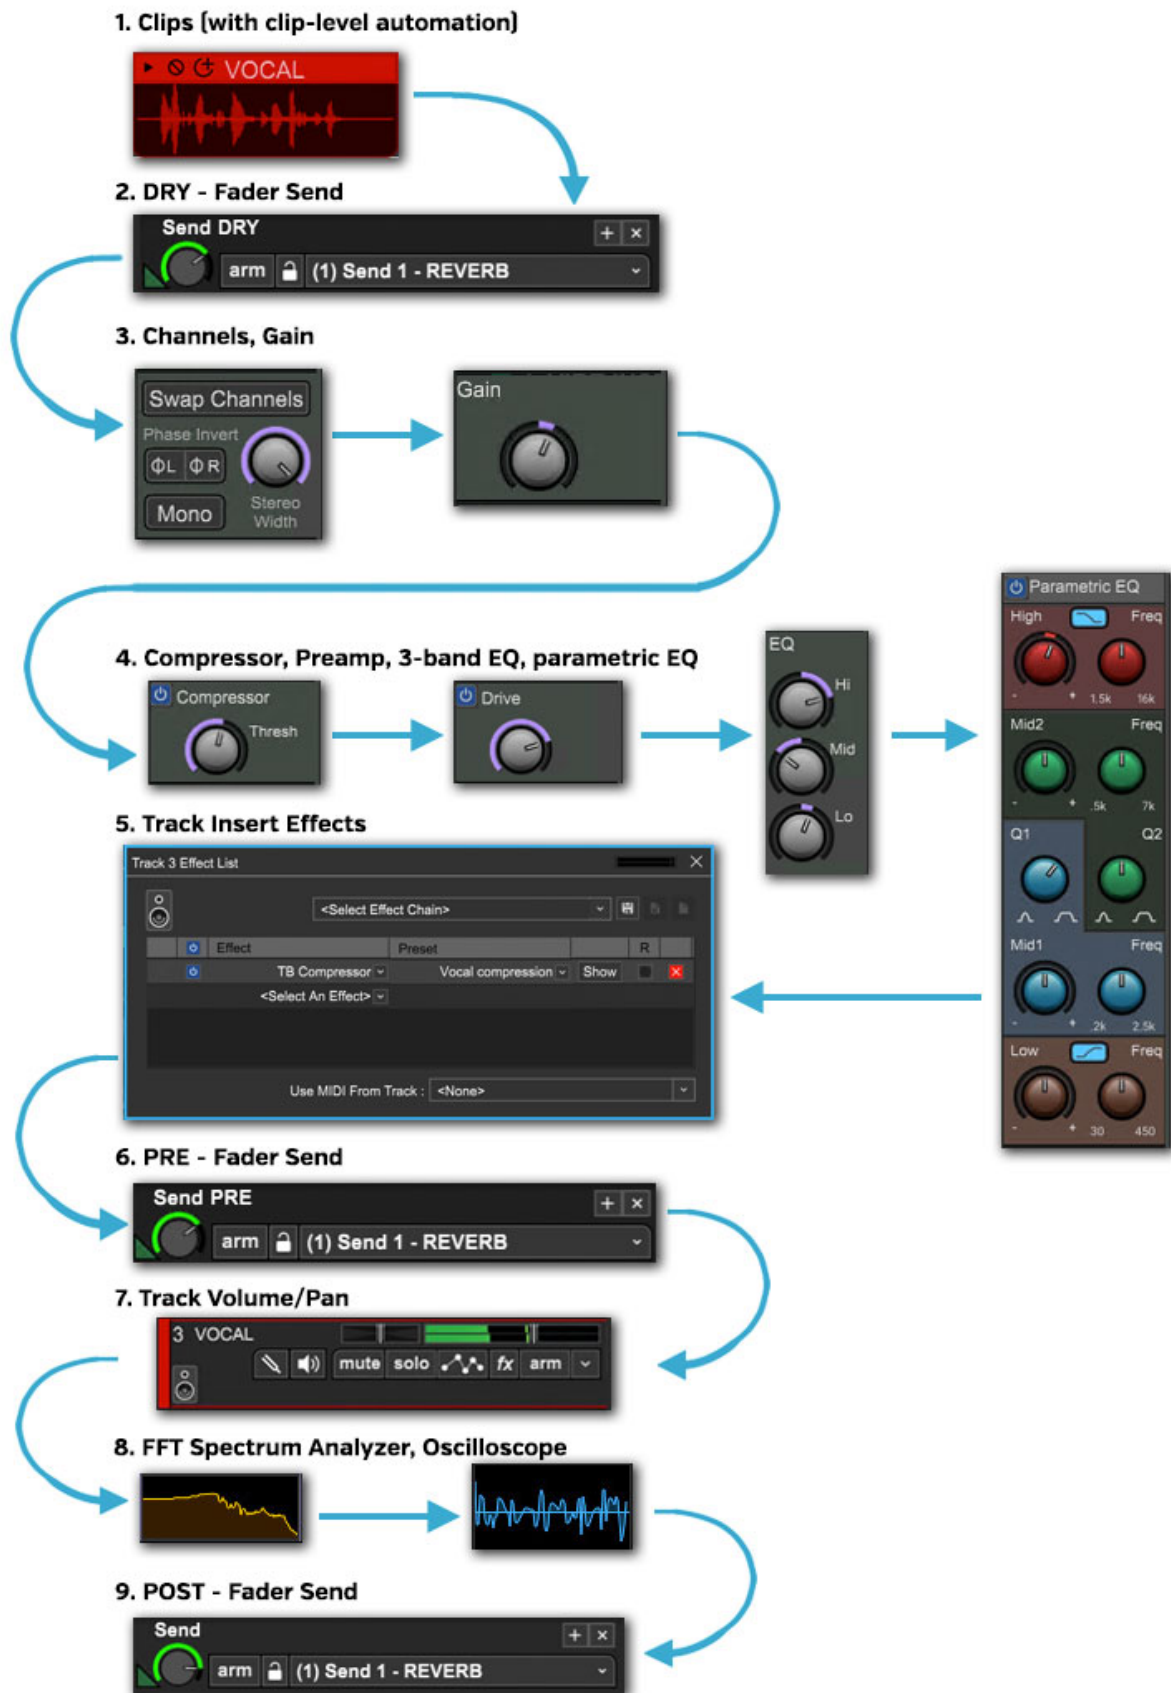 1. Clips (with clip-level automation)
VOCAL
2. DRY - Fader Send
Send DRY
+ ×
arm (1) Send 1 - REVERB
3. Channels, Gain
Swap Channels
Phase Invert
ΦL ΦR
Mono
Stereo
Width
Gain
4. Compressor, Preamp, 3-band EQ, parametric EQ
Compressor
Thresh
Drive
EQ
Hi
Mid
Lo
Parametric EQ
High Freq
- + 1.5k 16k
Mid2 Freq
- + .5k 7k
Q1 Q2
Mid1 Freq
- + .2k 2.5k
Low Freq
- + 30 450
5. Track Insert Effects
Track 3 Effect List
<Select Effect Chain>
Effect Preset R
TB Compressor Vocal compression Show
<Select An Effect>
Use MIDI From Track : <None>
6. PRE - Fader Send
Send PRE
+ ×
arm (1) Send 1 - REVERB
7. Track Volume/Pan
3 VOCAL
mute solo fx arm
8. FFT Spectrum Analyzer, Oscilloscope
9. POST - Fader Send
Send
+ ×
arm (1) Send 1 - REVERB